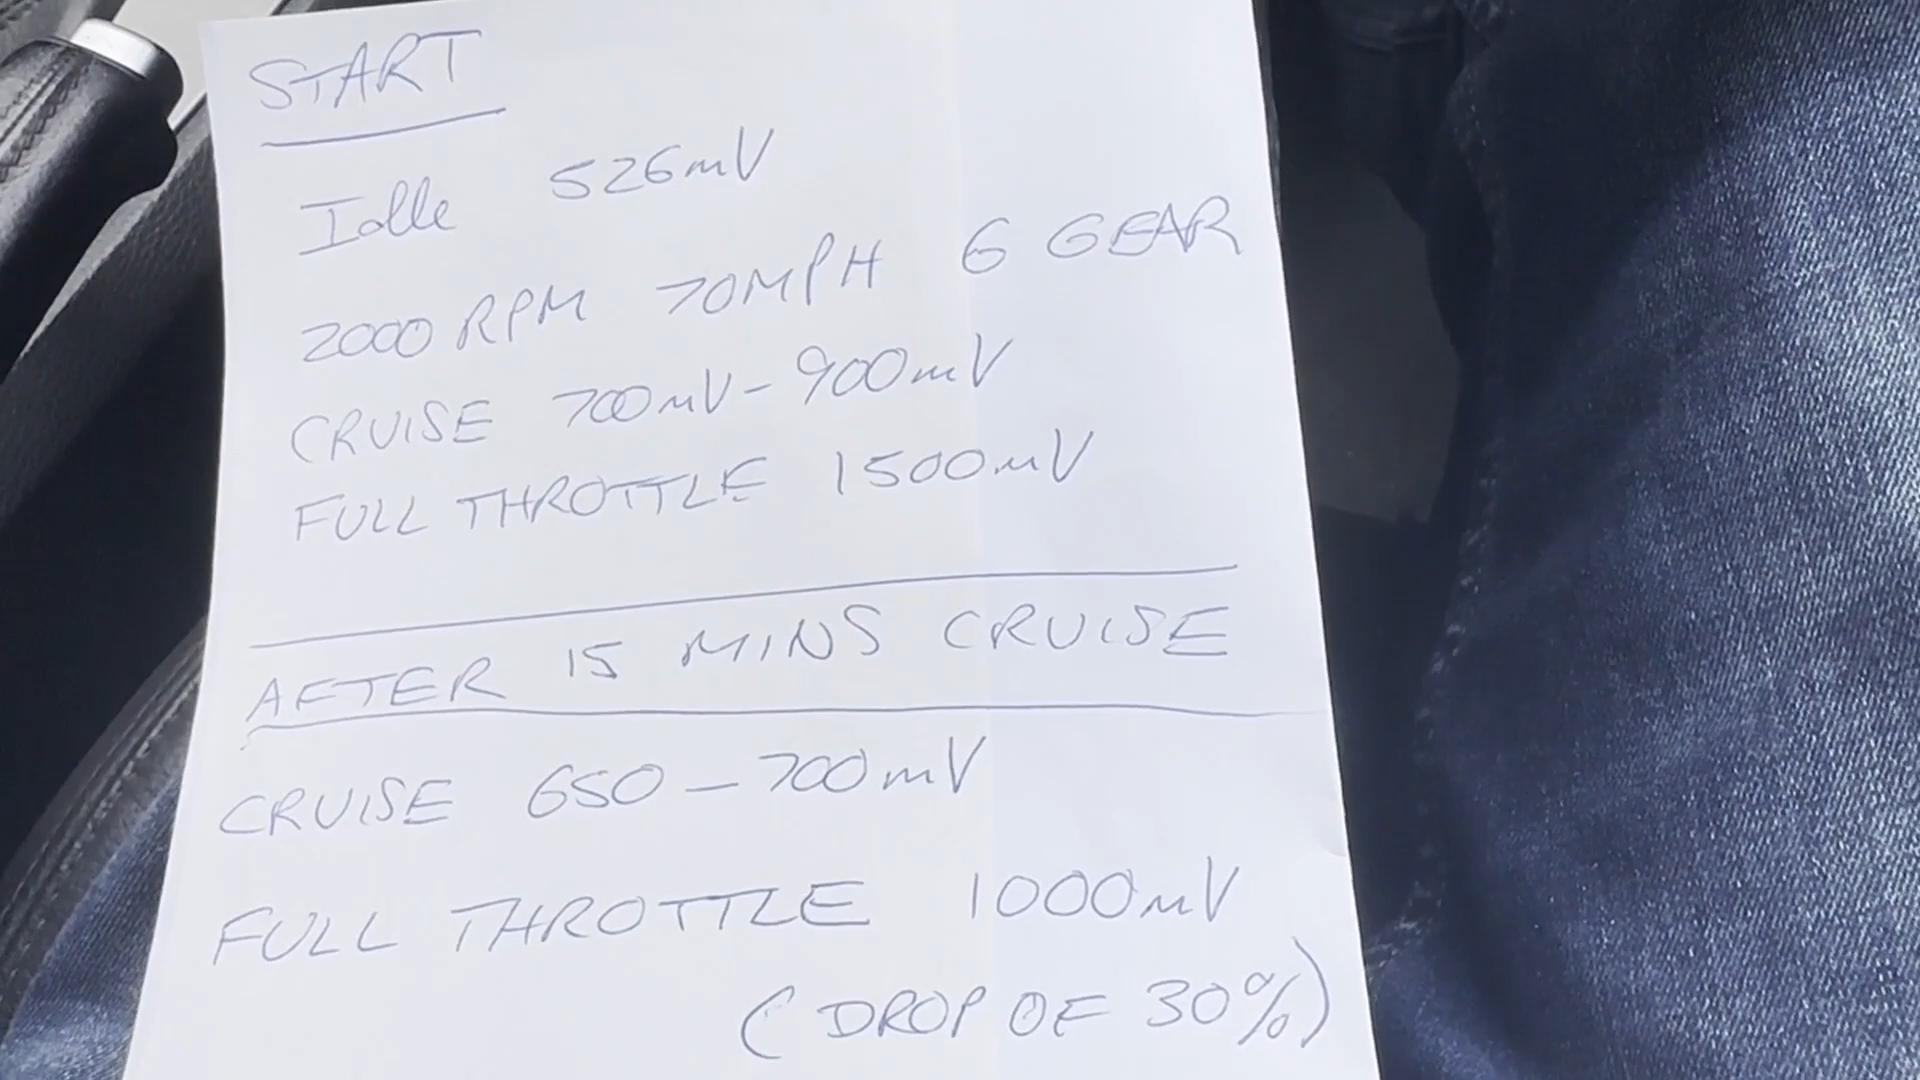 START
Idle 526mV
2000 RPM 70MPH 6 GEAR
CRUISE 700mV - 900mV
FULL THROTTLE 1500mV
AFTER 15 MINS CRUISE
CRUISE 650 - 700mV
FULL THROTTLE 1000mV
(DROP OF 30%)